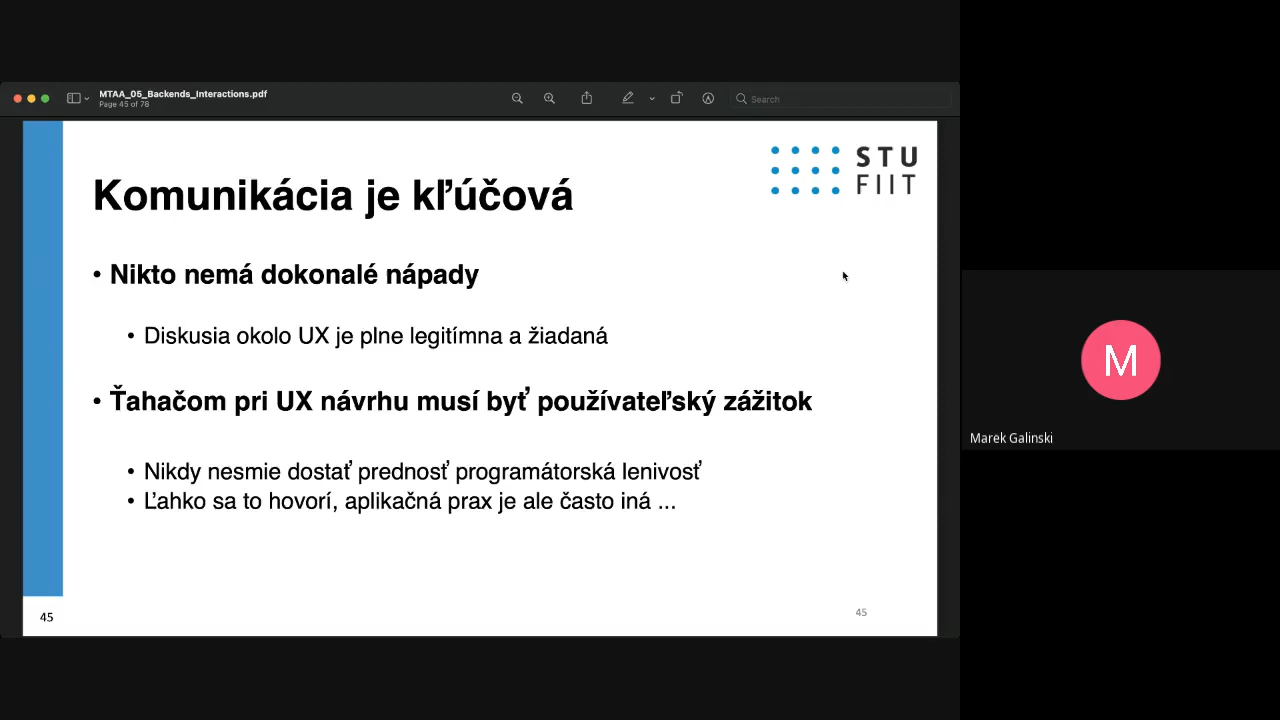 MTAA_05_Backends_Interactions.pdf
Page 45 of 78
Search
STU
FIIT
Komunikácia je kľúčová
• Nikto nemá dokonalé nápady
• Diskusia okolo UX je plne legitímna a žiadaná
• Ťahačom pri UX návrhu musí byť používateľský zážitok
• Nikdy nesmie dostať prednosť programátorská lenivosť
• Ľahko sa to hovorí, aplikačná prax je ale často iná ...
45
45
M
Marek Galinski